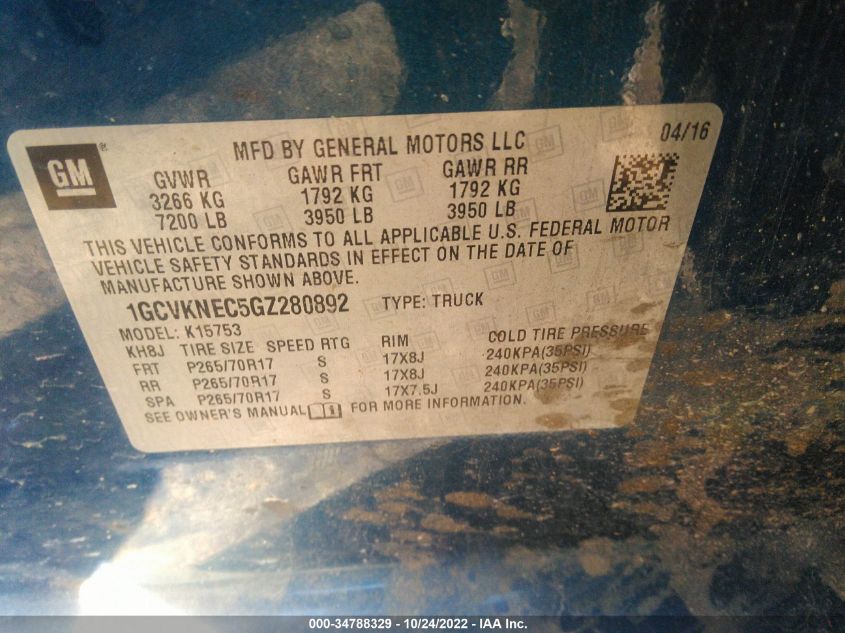 GM
MFD BY GENERAL MOTORS LLC
04/16
GVWR GAWR FRT GAWR RR
3266 KG 1792 KG 1792 KG
7200 LB 3950 LB 3950 LB
THIS VEHICLE CONFORMS TO ALL APPLICABLE U.S. FEDERAL MOTOR
VEHICLE SAFETY STANDARDS IN EFFECT ON THE DATE OF
MANUFACTURE SHOWN ABOVE.
1GCVKNEC5GZ280892 TYPE: TRUCK
MODEL: K15753
KH8J TIRE SIZE SPEED RTG RIM COLD TIRE PRESSURE
FRT P265/70R17 S 17X8J 240KPA(35PSI)
RR P265/70R17 S 17X8J 240KPA(35PSI)
SPA P265/70R17 S 17X7.5J 240KPA(35PSI)
SEE OWNER'S MANUAL FOR MORE INFORMATION.
000-34788329 - 10/24/2022 - IAA Inc.